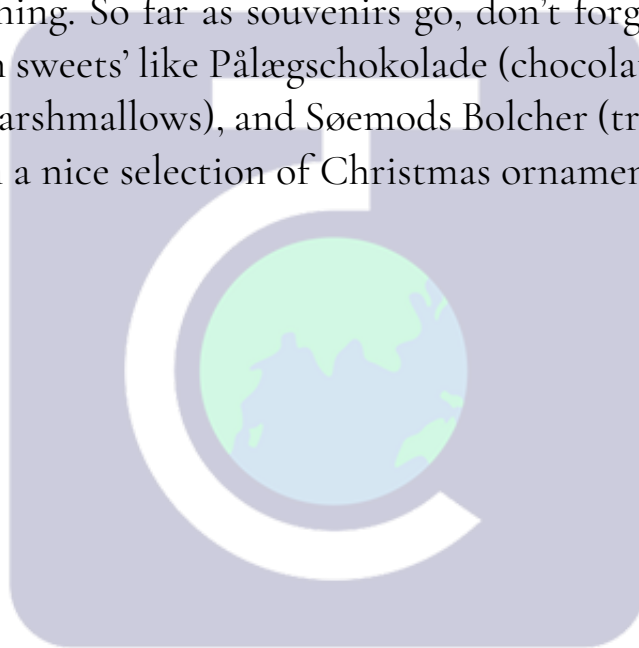 ning. So far as souvenirs go, don’t forg
n sweets’ like Pålægschokolade (chocola
arshmallows), and Søemods Bolcher (tr
a nice selection of Christmas ornamen